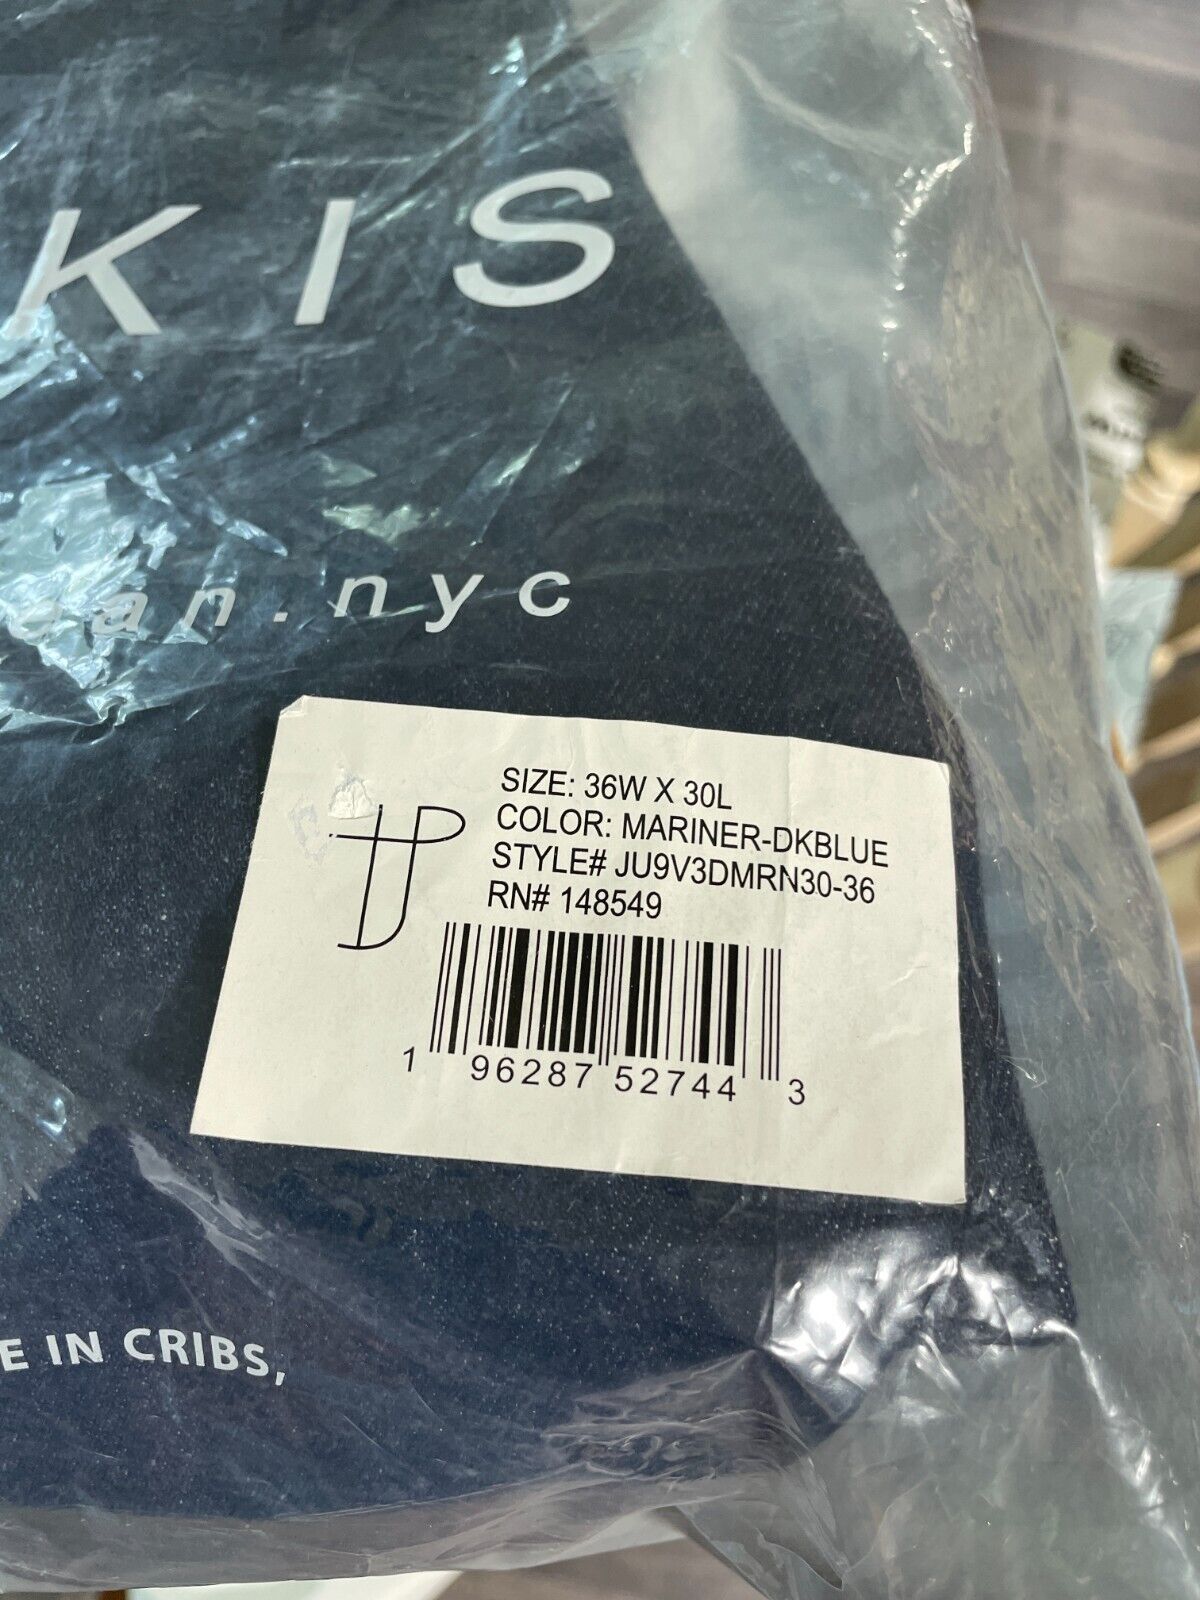 KIS
ean.nyc
SIZE: 36W X 30L
COLOR: MARINER-DKBLUE
STYLE# JU9V3DMRN30-36
RN# 148549
1 96287 52744 3
E IN CRIBS,